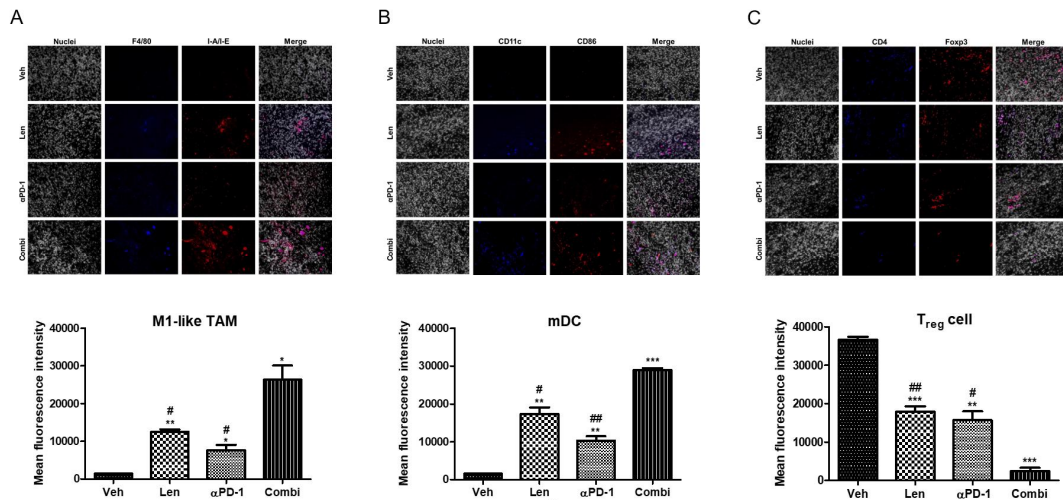 A
Nuclei F4/80 I-A/I-E Merge
Veh
Len
αPD-1
Combi
M1-like TAM
Mean fluorescence intensity
40000
30000
20000
10000
0
#
**
#
*
*
Veh Len αPD-1 Combi
B
Nuclei CD11c CD86 Merge
Veh
Len
αPD-1
Combi
mDC
Mean fluorescence intensity
40000
30000
20000
10000
0
#
**
##
**
***
Veh Len αPD-1 Combi
C
Nuclei CD4 Foxp3 Merge
Veh
Len
αPD-1
Combi
Treg cell
Mean fluorescence intensity
40000
30000
20000
10000
0
##
***
#
**
***
Veh Len αPD-1 Combi